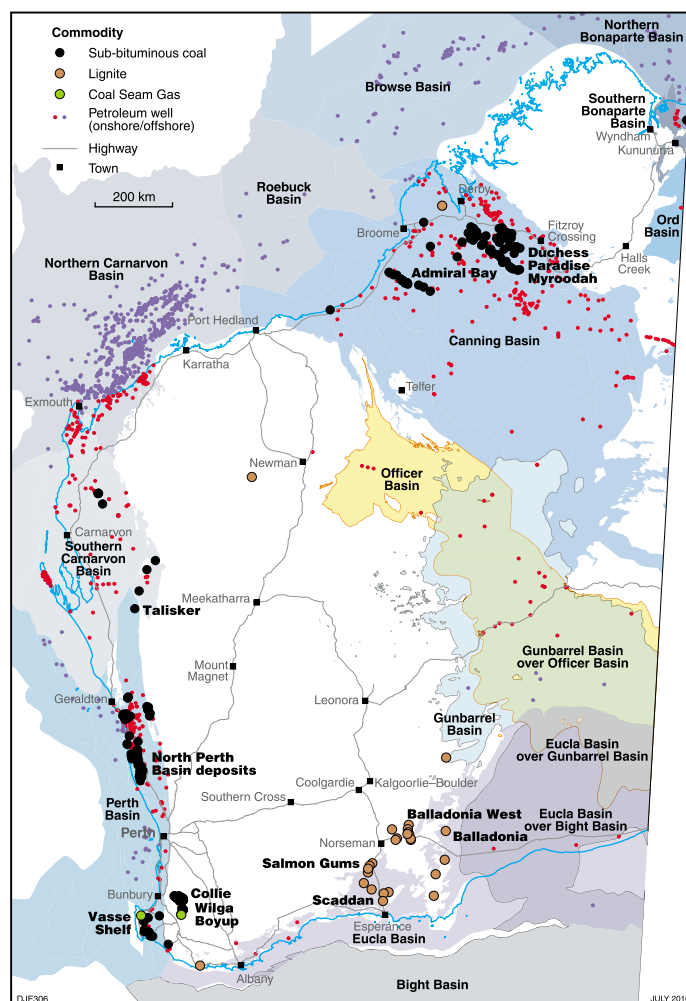 Commodity
Sub-bituminous coal
Lignite
Coal Seam Gas
Petroleum well
(onshore/offshore)
Highway
Town
200 km
Northern
Bonaparte Basin
Browse Basin
Southern
Bonaparte
Basin
Wyndham
Kununurra
Roebuck
Basin
Derby
Broome
Fitzroy
Crossing
Ord
Basin
Halls
Creek
Duchess
Paradise
Myroodah
Admiral Bay
Northern Carnarvon
Basin
Port Hedland
Canning Basin
Karratha
Telfer
Exmouth
Newman
Officer
Basin
Carnarvon
Southern
Carnarvon
Basin
Talisker
Meekatharra
Mount
Magnet
Gunbarrel Basin
over Officer Basin
Geraldton
Leonora
Gunbarrel
Basin
Eucla Basin
over Gunbarrel Basin
North Perth
Basin deposits
Coolgardie
Kalgoorlie–Boulder
Southern Cross
Perth
Basin
Balladonia West
Eucla Basin
over Bight Basin
Balladonia
Perth
Norseman
Salmon Gums
Bunbury
Collie
Wilga
Boyup
Scaddan
Vasse
Shelf
Esperance
Eucla Basin
Albany
Bight Basin
DJF306